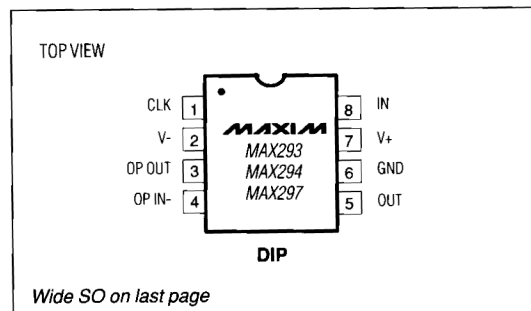 TOP VIEW
CLK 1
V- 2
OP OUT 3
OP IN- 4
MAXIM
MAX293
MAX294
MAX297
8 IN
7 V+
6 GND
5 OUT
DIP
Wide SO on last page